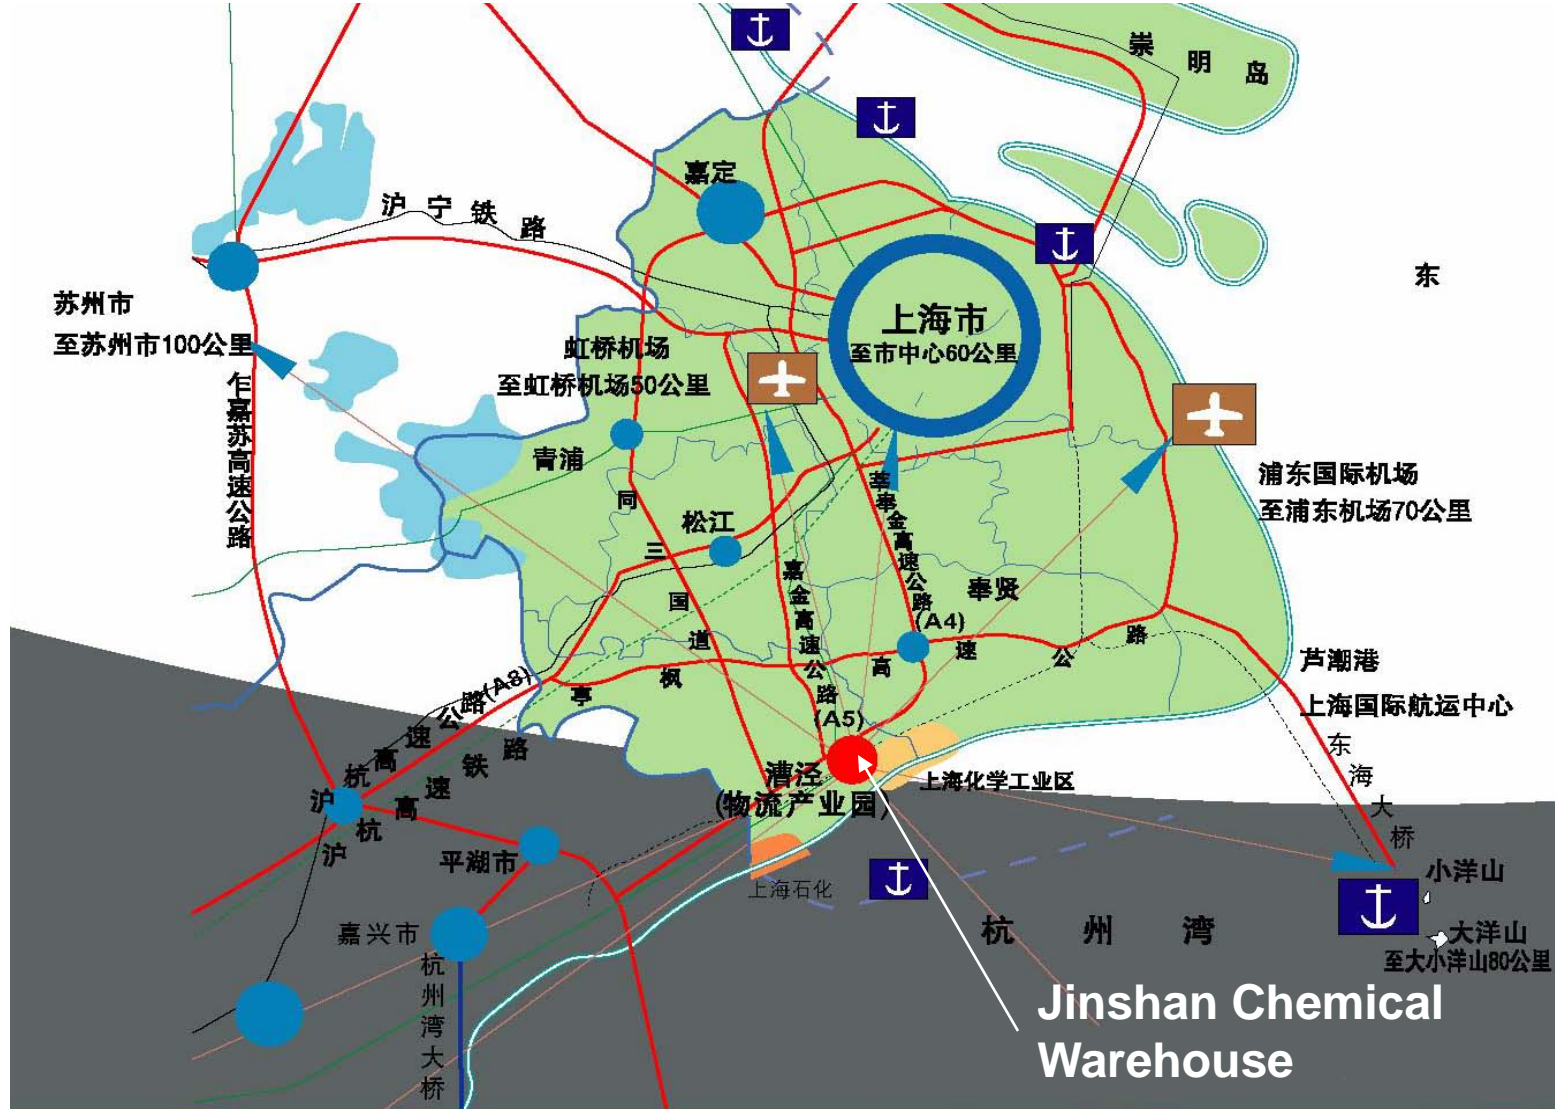 崇明岛
嘉定
沪宁铁路
东
苏州市
至苏州市100公里
上海市
至市中心60公里
虹桥机场
至虹桥机场50公里
乍嘉苏高速公路
青浦
浦东国际机场
至浦东机场70公里
同三国道
松江
莘奉金高速公路
(A4)
嘉金高速公路
(A5)
奉贤
亭枫高速公路
芦潮港
上海国际航运中心
东海大桥
沪杭高速公路(A8)
沪杭高速铁路
漕泾
(物流产业园)
上海化学工业区
平湖市
上海石化
小洋山
大洋山
至大小洋山80公里
嘉兴市
杭州湾
杭州湾大桥
Jinshan Chemical
Warehouse